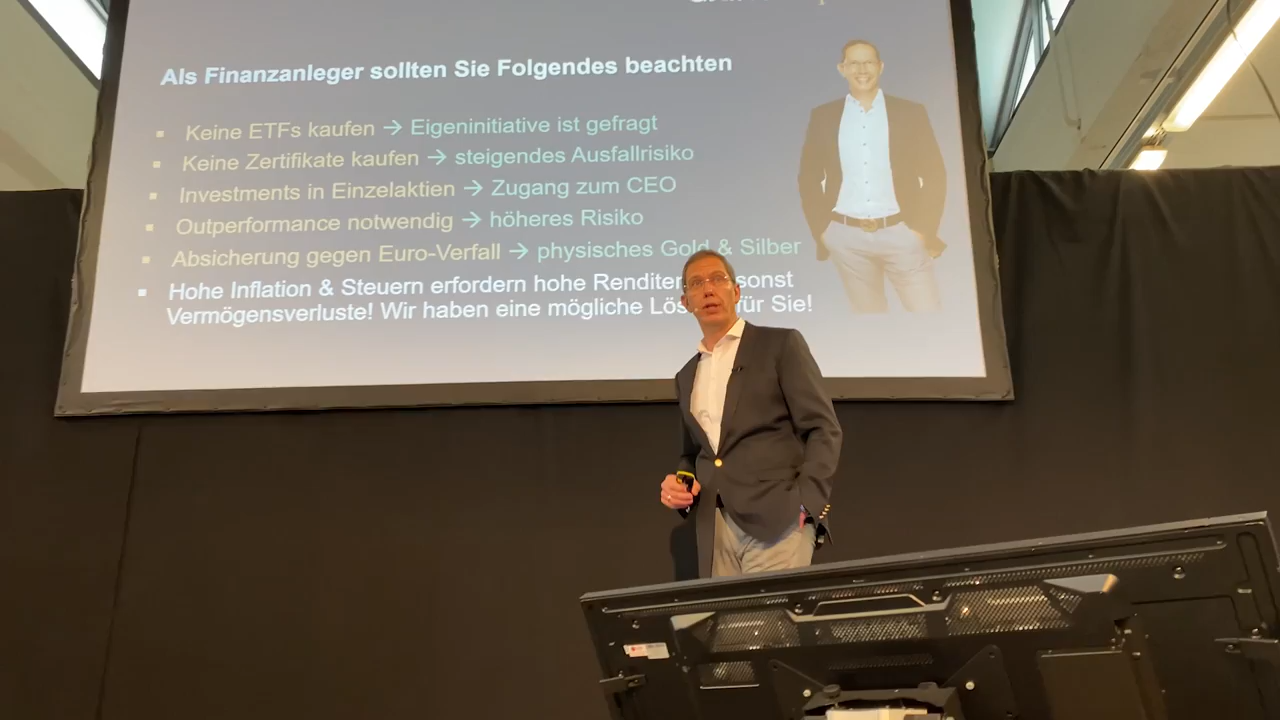 Als Finanzanleger sollten Sie Folgendes beachten
▪ Keine ETFs kaufen → Eigeninitiative ist gefragt
▪ Keine Zertifikate kaufen → steigendes Ausfallrisiko
▪ Investments in Einzelaktien → Zugang zum CEO
▪ Outperformance notwendig → höheres Risiko
▪ Absicherung gegen Euro-Verfall → physisches Gold & Silber
▪ Hohe Inflation & Steuern erfordern hohe Renditen sonst
Vermögensverluste! Wir haben eine mögliche für Sie!